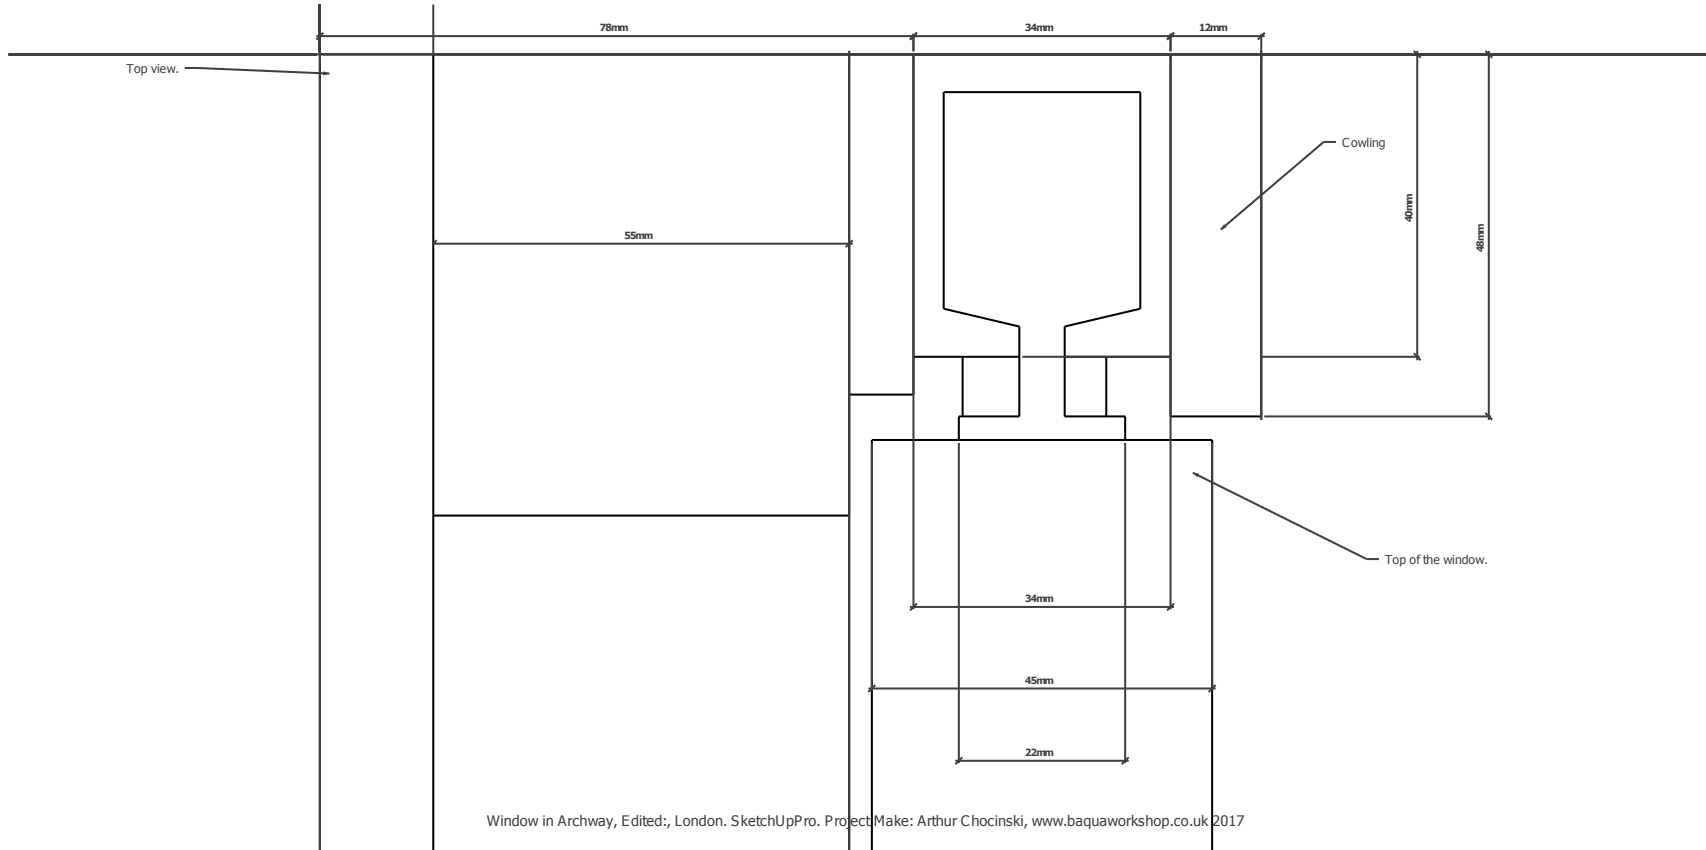 78mm
34mm
12mm
Top view.
Cowling
40mm
48mm
55mm
Top of the window.
34mm
45mm
22mm
Window in Archway, Edited:, London. SketchUpPro. Project Make: Arthur Chocinski, www.baquaworkshop.co.uk 2017